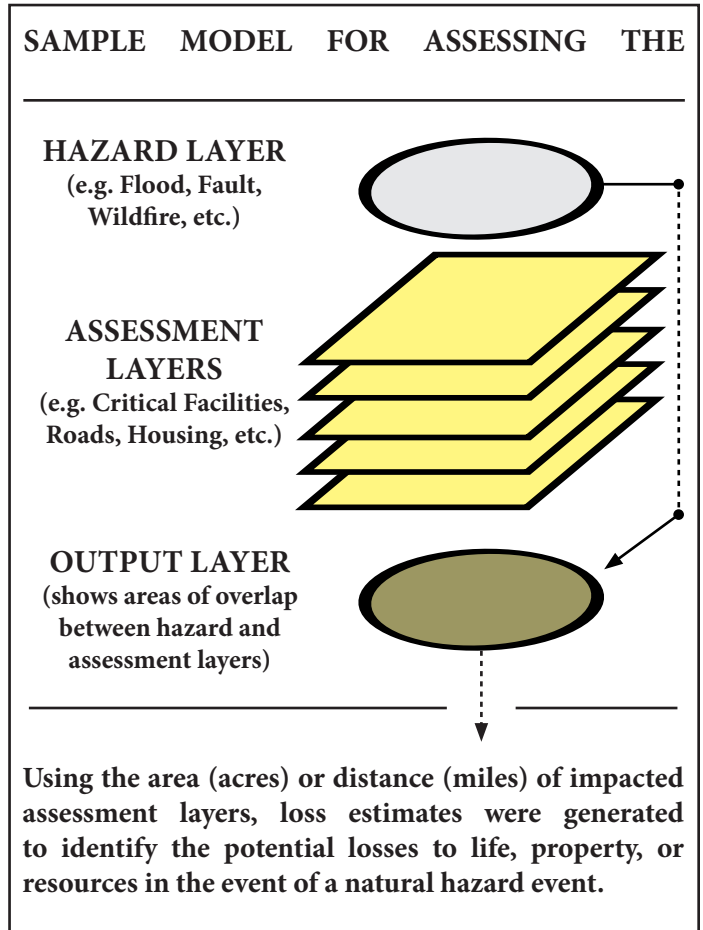 SAMPLE MODEL FOR ASSESSING THE
HAZARD LAYER
(e.g. Flood, Fault,
Wildfire, etc.)
ASSESSMENT
LAYERS
(e.g. Critical Facilities,
Roads, Housing, etc.)
OUTPUT LAYER
(shows areas of overlap
between hazard and
assessment layers)
Using the area (acres) or distance (miles) of impacted
assessment layers, loss estimates were generated
to identify the potential losses to life, property, or
resources in the event of a natural hazard event.